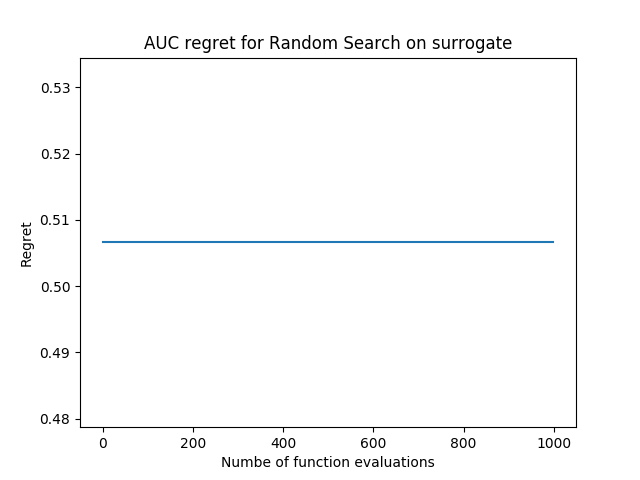 AUC regret for Random Search on surrogate
0.53
0.52
0.51
0.50
0.49
0.48
Regret
0 200 400 600 800 1000
Numbe of function evaluations